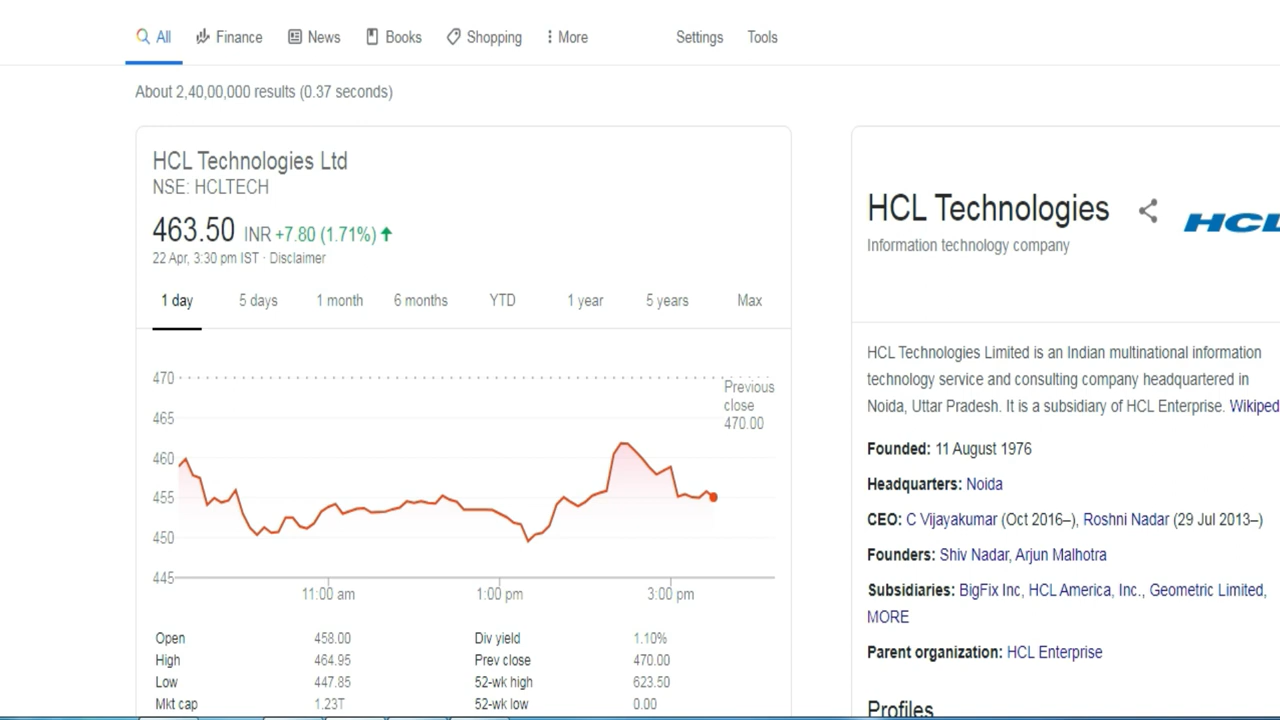 All Finance News Books Shopping More Settings Tools
About 2,40,00,000 results (0.37 seconds)
HCL Technologies Ltd
NSE: HCLTECH
463.50 INR +7.80 (1.71%)
22 Apr, 3:30 pm IST · Disclaimer
1 day 5 days 1 month 6 months YTD 1 year 5 years Max
470
465
460
455
450
445
Previous
close
470.00
11:00 am 1:00 pm 3:00 pm
Open 458.00 Div yield 1.10%
High 464.95 Prev close 470.00
Low 447.85 52-wk high 623.50
Mkt cap 1.23T 52-wk low 0.00
HCL Technologies
HCL
Information technology company
HCL Technologies Limited is an Indian multinational information
technology service and consulting company headquartered in
Noida, Uttar Pradesh. It is a subsidiary of HCL Enterprise. Wikiped
Founded: 11 August 1976
Headquarters: Noida
CEO: C Vijayakumar (Oct 2016–), Roshni Nadar (29 Jul 2013–)
Founders: Shiv Nadar, Arjun Malhotra
Subsidiaries: BigFix Inc, HCL America, Inc., Geometric Limited,
MORE
Parent organization: HCL Enterprise
Profiles